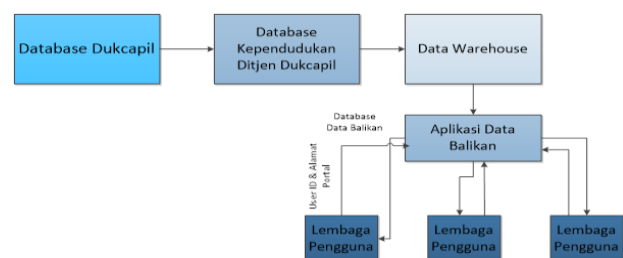 Database Dukcapil
Database
Kependudukan
Ditjen Dukcapil
Data Warehouse
Database
Data Balikan
Aplikasi Data
Balikan
User ID & Alamat
Portal
Lembaga
Pengguna
Lembaga
Pengguna
Lembaga
Pengguna